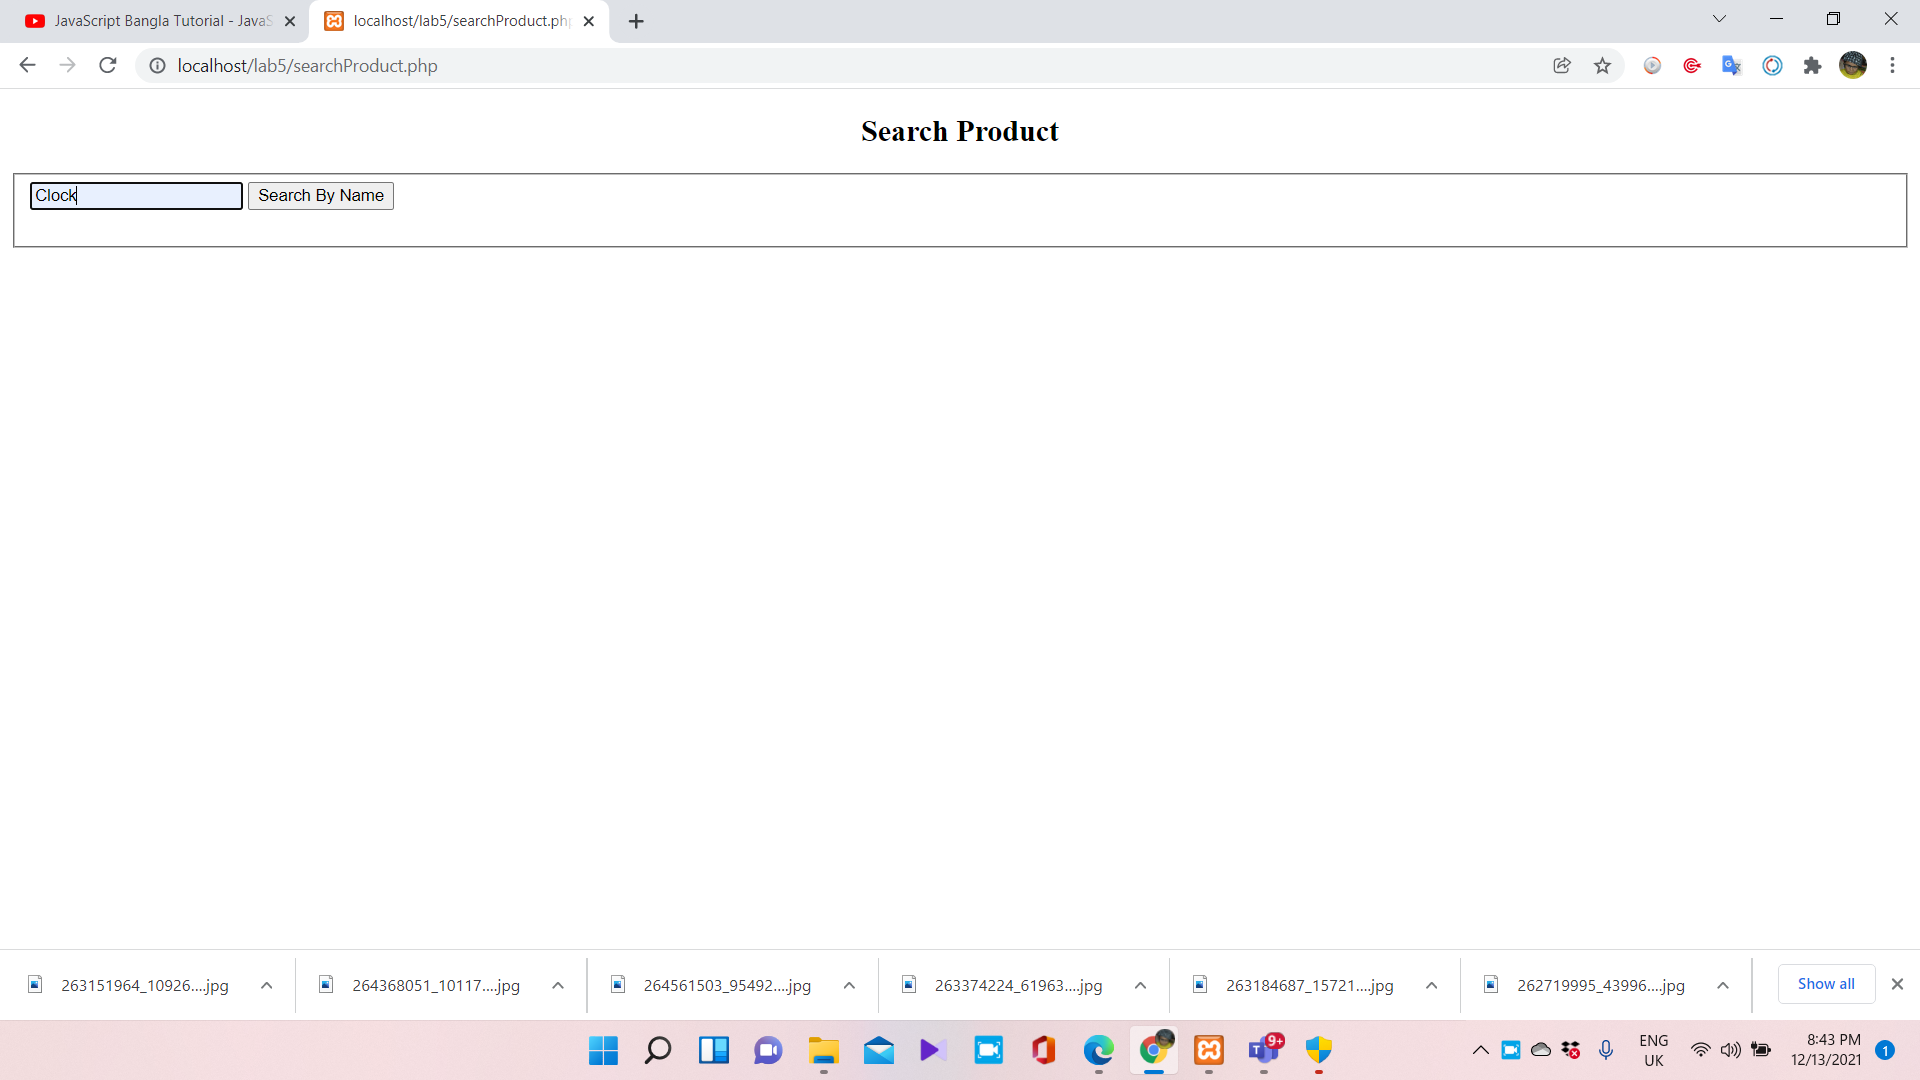 JavaScript Bangla Tutorial - JavaS
localhost/lab5/searchProduct.ph
localhost/lab5/searchProduct.php
Search Product
Clock
Search By Name
263151964_10926....jpg
264368051_10117....jpg
264561503_95492....jpg
263374224_61963....jpg
263184687_15721....jpg
262719995_43996....jpg
Show all
9+
ENG
UK
8:43 PM
12/13/2021
1